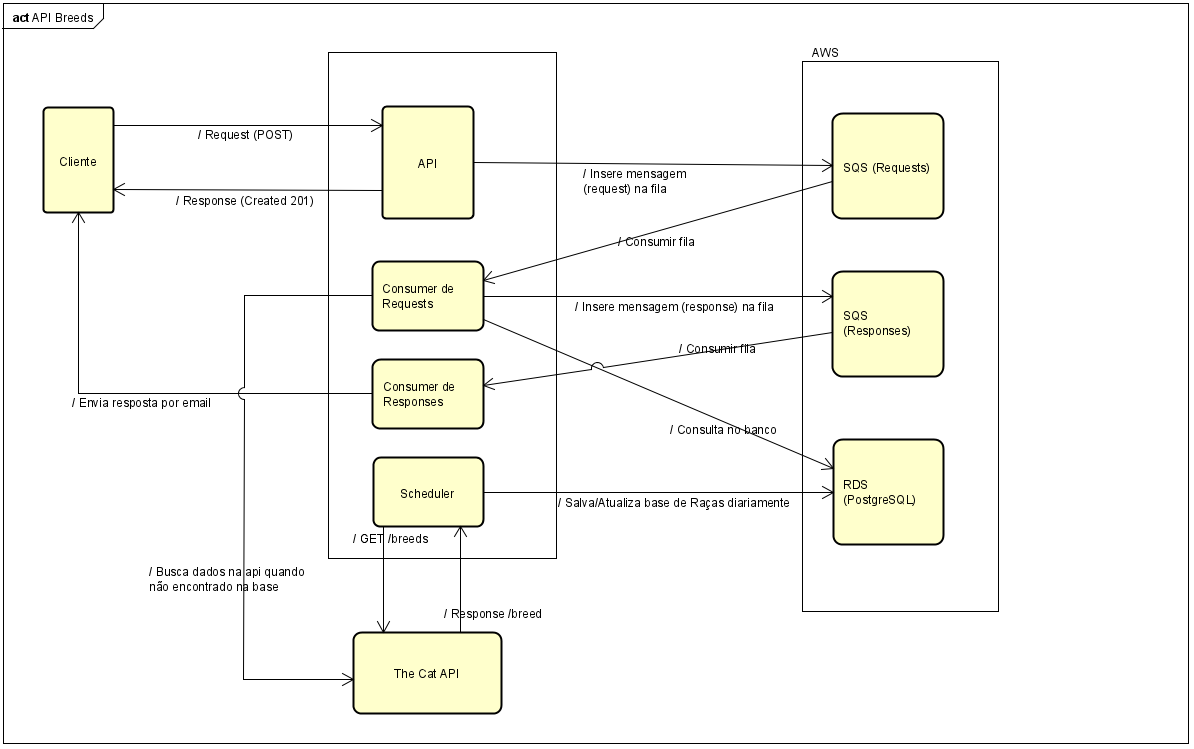 act API Breeds
AWS
Cliente
/ Request (POST)
API
/ Response (Created 201)
/ Insere mensagem
(request) na fila
SQS (Requests)
/ Consumir fila
Consumer de
Requests
/ Insere mensagem (response) na fila
SQS
(Responses)
/ Consumir fila
Consumer de
Responses
/ Envia resposta por email
/ Consulta no banco
Scheduler
/ Salva/Atualiza base de Raças diariamente
RDS
(PostgreSQL)
/ GET /breeds
/ Busca dados na api quando
não encontrado na base
/ Response /breed
The Cat API